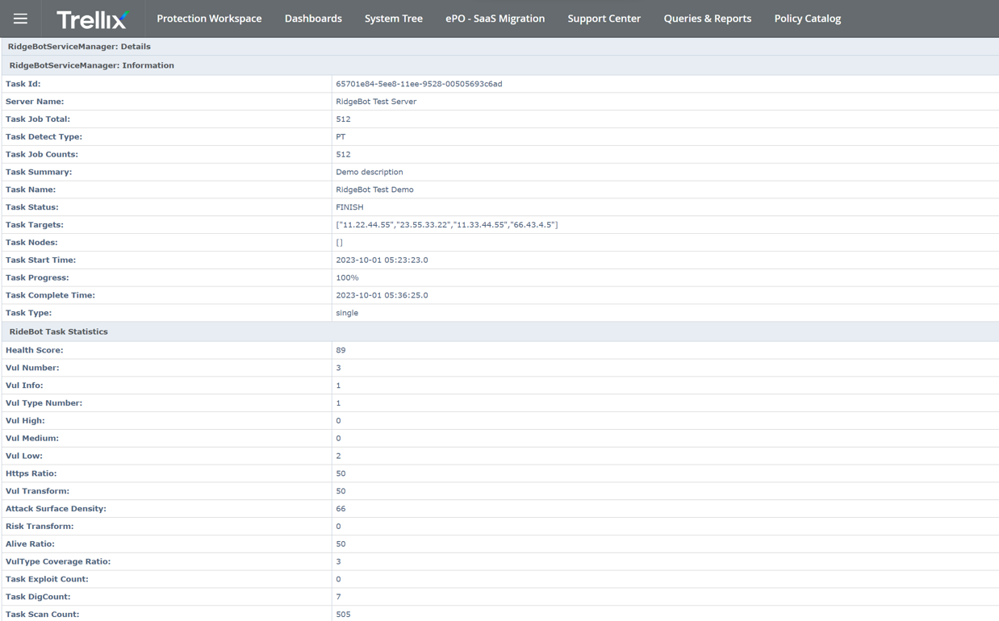 Trellix Protection Workspace Dashboards System Tree ePO - SaaS Migration Support Center Queries & Reports Policy Catalog
RidgeBotServiceManager: Details
RidgeBotServiceManager: Information
Task Id: 65701e84-5ee8-11ee-9528-00505693c6ad
Server Name: RidgeBot Test Server
Task Job Total: 512
Task Detect Type: PT
Task Job Counts: 512
Task Summary: Demo description
Task Name: RidgeBot Test Demo
Task Status: FINISH
Task Targets: ["11.22.44.55","23.55.33.22","11.33.44.55","66.43.4.5"]
Task Nodes: []
Task Start Time: 2023-10-01 05:23:23.0
Task Progress: 100%
Task Complete Time: 2023-10-01 05:36:25.0
Task Type: single
RideBot Task Statistics
Health Score: 89
Vul Number: 3
Vul Info: 1
Vul Type Number: 1
Vul High: 0
Vul Medium: 0
Vul Low: 2
Https Ratio: 50
Vul Transform: 50
Attack Surface Density: 66
Risk Transform: 0
Alive Ratio: 50
VulType Coverage Ratio: 3
Task Exploit Count: 0
Task DigCount: 7
Task Scan Count: 505